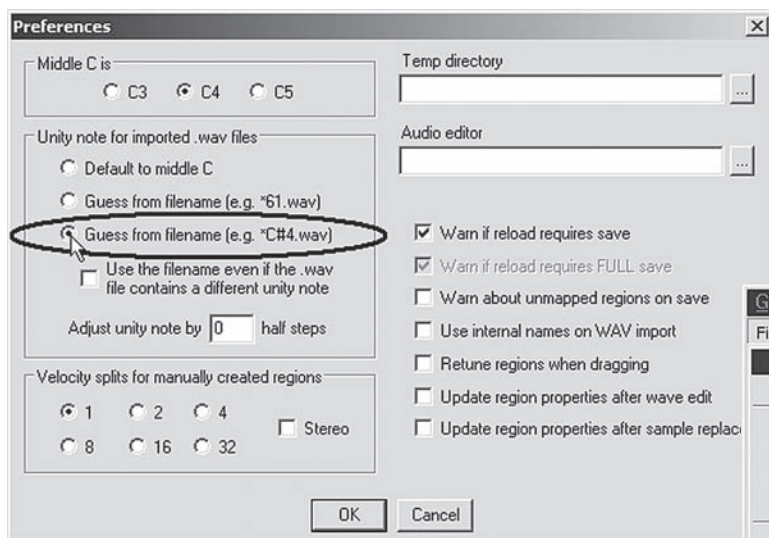 Preferences
Middle C is
C3 C4 C5
Unity note for imported .wav files
Default to middle C
Guess from filename (e.g. *61.wav)
Guess from filename (e.g. *C#4.wav)
Use the filename even if the .wav
file contains a different unity note
Adjust unity note by 0 half steps
Velocity splits for manually created regions
1 2 4
8 16 32
Stereo
Temp directory
...
Audio editor
...
Warn if reload requires save
Warn if reload requires FULL save
Warn about unmapped regions on save
Use internal names on WAV import
Retune regions when dragging
Update region properties after wave edit
Update region properties after sample replac
G
Fi
OK Cancel